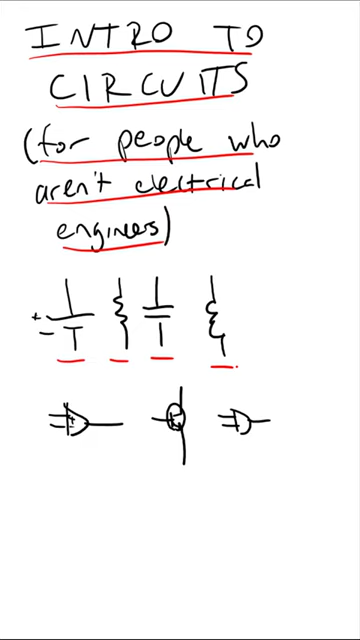 INTRO TO
CIRCUITS
(for people who
aren't electrical
engineers)
+
-